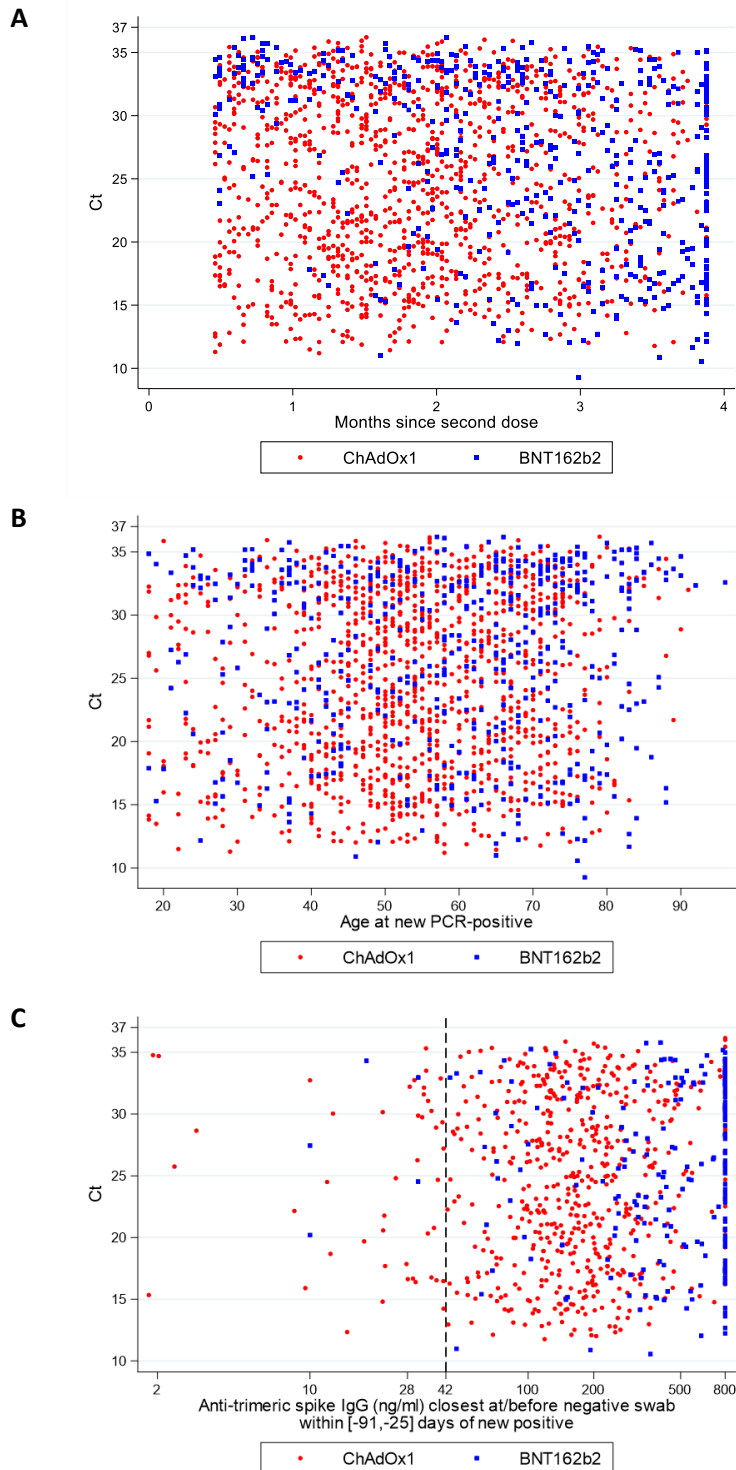 A
37
35
30
25
20
15
10
Ct
0 1 2 3 4
Months since second dose
ChAdOx1 BNT162b2
B
37
35
30
25
20
15
10
Ct
20 30 40 50 60 70 80 90
Age at new PCR-positive
ChAdOx1 BNT162b2
C
37
35
30
25
20
15
10
Ct
2 10 28 42 100 200 500 800
Anti-trimeric spike IgG (ng/ml) closest at/before negative swab
within [-91,-25] days of new positive
ChAdOx1 BNT162b2